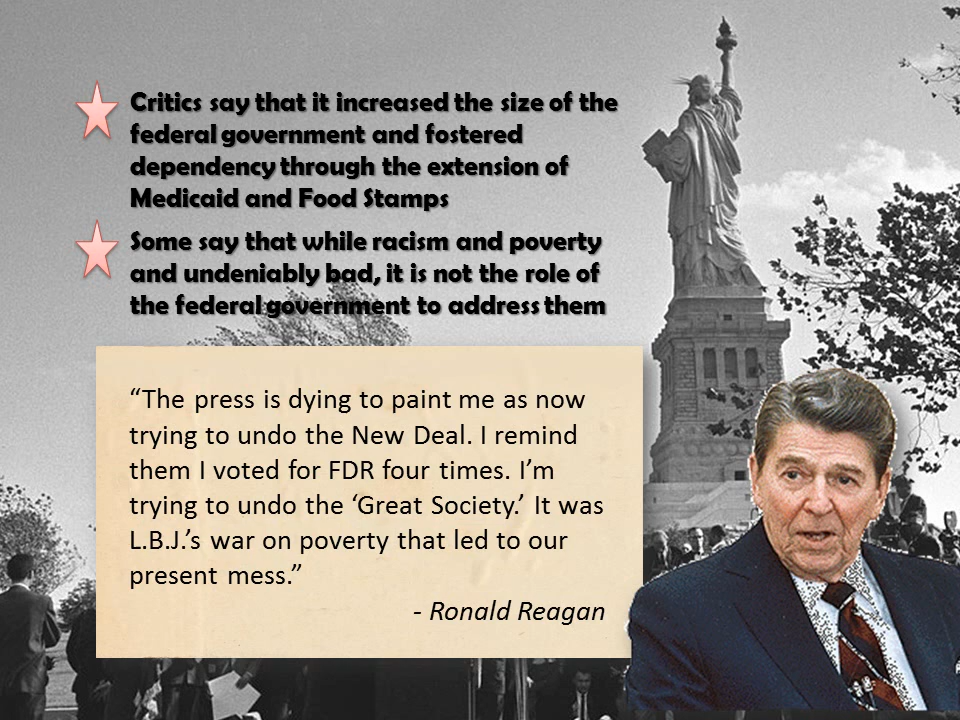 Critics say that it increased the size of the
federal government and fostered
dependency through the extension of
Medicaid and Food Stamps
Some say that while racism and poverty
and undeniably bad, it is not the role of
the federal government to address them
“The press is dying to paint me as now
trying to undo the New Deal. I remind
them I voted for FDR four times. I’m
trying to undo the ‘Great Society.’ It was
L.B.J.’s war on poverty that led to our
present mess.”
- Ronald Reagan